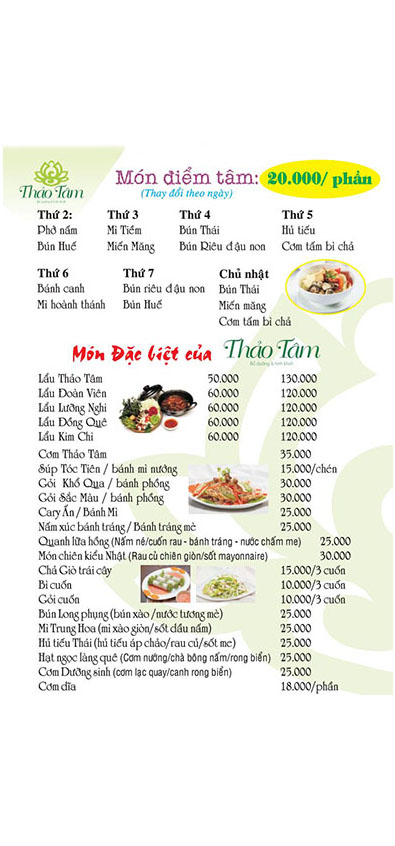 Thảo Tâm
Món điểm tâm: 20.000/ phần
(Thay đổi theo ngày)
Thứ 2: Thứ 3 Thứ 4 Thứ 5
Phở nấm Mì Tiềm Bún Thái Hủ tiếu
Bún Huế Miến Măng Bún Riêu đậu non Cơm tấm bì chả
Thứ 6 Thứ 7 Chủ nhật
Bánh canh Bún riêu đậu non Bún Thái
Mì hoành thánh Bún Huế Miến măng
Cơm tấm bì chả
Món Đặc biệt của Thảo Tâm
Bổ dưỡng & tinh khiết
Lẩu Thảo Tâm 50.000 130.000
Lẩu Đoàn Viên 60.000 120.000
Lẩu Lưỡng Nghi 60.000 120.000
Lẩu Đồng Quê 60.000 120.000
Lẩu Kim Chi 60.000 120.000
Cơm Thảo Tâm 35.000
Súp Tóc Tiên / bánh mì nướng 15.000/chén
Gỏi Khổ Qua / bánh phồng 30.000
Gỏi Sắc Màu / bánh phồng 30.000
Cary Ấn / Bánh Mì 25.000
Nấm xúc bánh tráng / Bánh tráng mè 25.000
Quanh lửa hồng (Nấm né/cuốn rau - bánh tráng - nước chấm me) 25.000
Món chiên kiểu Nhật (Rau củ chiên giòn/sốt mayonnaire) 30.000
Chả Giò trái cây 15.000/3 cuốn
Bì cuốn 10.000/3 cuốn
Gỏi cuốn 10.000/3 cuốn
Bún Long phụng (bún xào /nước tương mè) 25.000
Mì Trung Hoa (mì xào giòn/sốt dầu nấm) 25.000
Hủ tiếu Thái (hủ tiếu áp chảo/rau củ/sốt me) 25.000
Hạt ngọc làng quê (Cơm nướng/chà bông nấm/rong biển) 25.000
Cơm Dưỡng sinh (cơm lạc quay/canh rong biển) 25.000
Cơm dĩa 18.000/phần